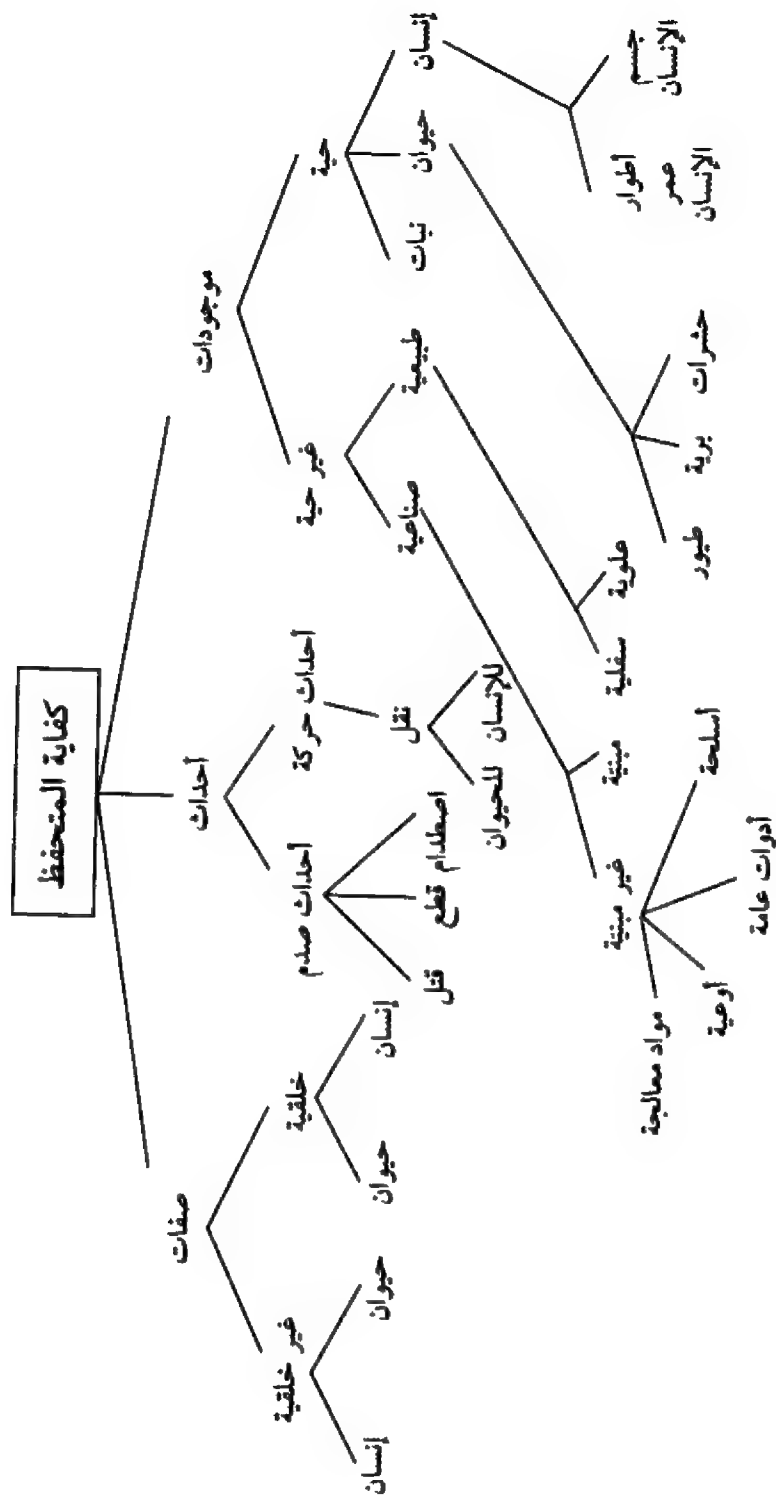 كفاية المتحفظ
موجودات
أحداث
صفات
حية
غير حية
أحداث حركة
أحداث صدم
خلقية
غير خلقية
إنسان
حيوان
نبات
طبيعية
صناعية
نقل
للإنسان
للحيوان
اصطدام
قطع
قتل
إنسان
حيوان
حيوان
إنسان
جسم
الإنسان
أطوار
عمر
الإنسان
حشرات
برية
طيور
علوية
سفلية
مبنية
غير مبنية
أسلحة
أدوات عامة
أوعية
مواد معالجة